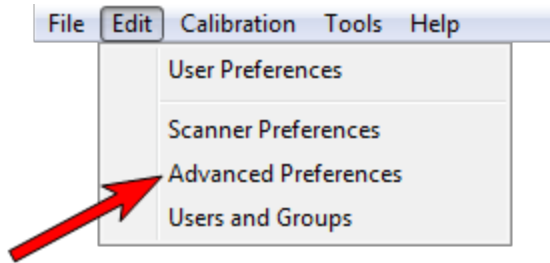 File Edit Calibration Tools Help
User Preferences
Scanner Preferences
Advanced Preferences
Users and Groups